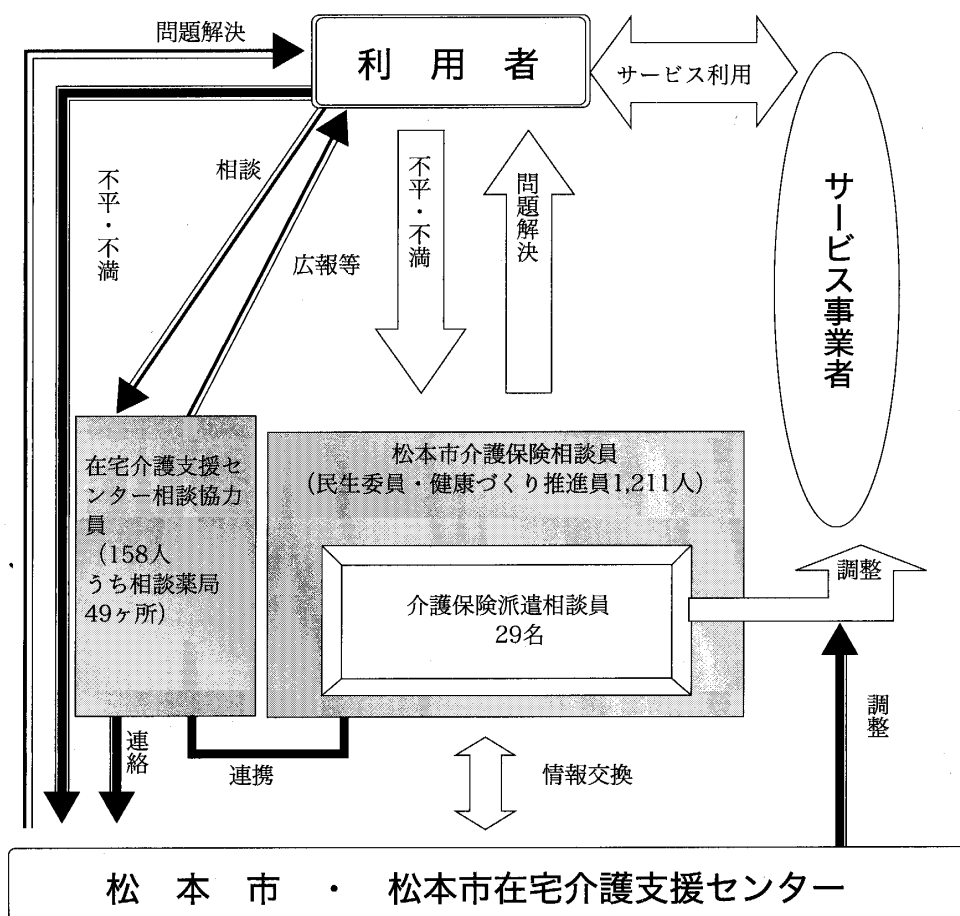 問題解決
利用者
サービス利用
サービス事業者
不平・不満
相談
広報等
不平・不満
問題解決
在宅介護支援セ
ンター相談協力
員
（158人
うち相談薬局
49ヶ所）
松本市介護保険相談員
（民生委員・健康づくり推進員1,211人）
介護保険派遣相談員
29名
調整
調整
連絡
連携
情報交換
松本市・松本市在宅介護支援センター